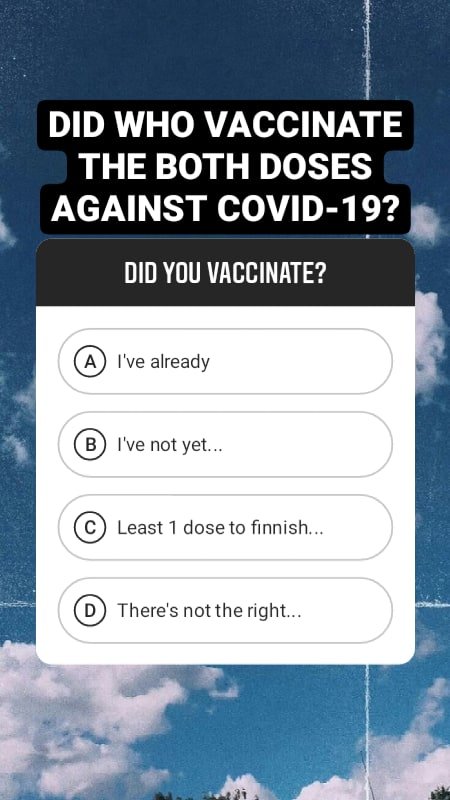 DID WHO VACCINATE
THE BOTH DOSES
AGAINST COVID-19?
DID YOU VACCINATE?
A I've already
B I've not yet...
C Least 1 dose to finnish...
D There's not the right...